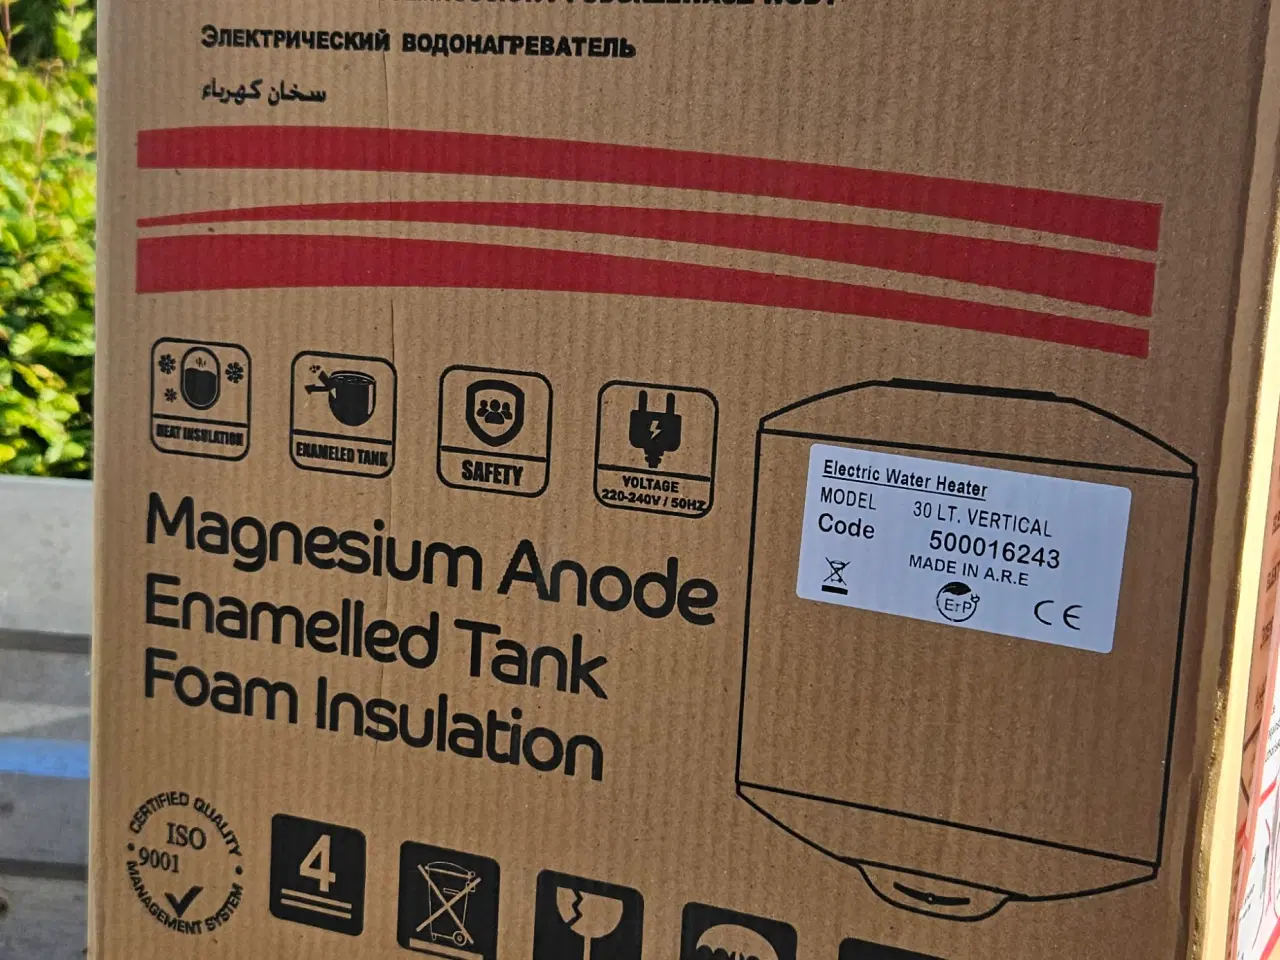 ЭЛЕКТРИЧЕСКИЙ ВОДОНАГРЕВАТЕЛЬ
سخان كهرباء
HEAT INSULATION
ENAMELED TANK
SAFETY
VOLTAGE
220-240V / 50HZ
Electric Water Heater
MODEL 30 LT. VERTICAL
Code 500016243
MADE IN A.R.E
ErP CE
Magnesium Anode
Enamelled Tank
Foam Insulation
CERTIFIED QUALITY
ISO
9001
MANAGEMENT SYSTEM
4